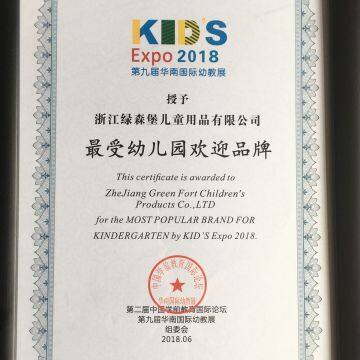 KID'S
Expo 2018
第九届华南国际幼教展
授予
浙江绿森堡儿童用品有限公司
最受幼儿园欢迎品牌
This certificate is awarded to
ZheJiang Green Fort Children's
Products Co.,LTD
for the MOST POPULAR BRAND FOR
KINDERGARTEN by KID'S Expo 2018.
第二届中国学前教育国际论坛
第九届华南国际幼教展
组委会
2018.06